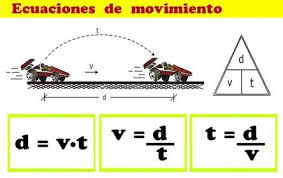 Ecuaciones de movimiento
t
v
d
d
v t
d = v·t
v = d/t
t = d/v